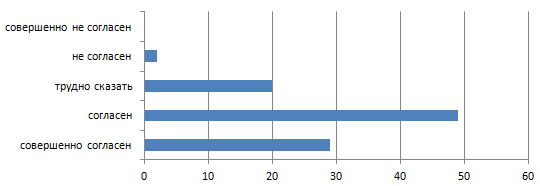 совершенно не согласен
не согласен
трудно сказать
согласен
совершенно согласен
0 10 20 30 40 50 60